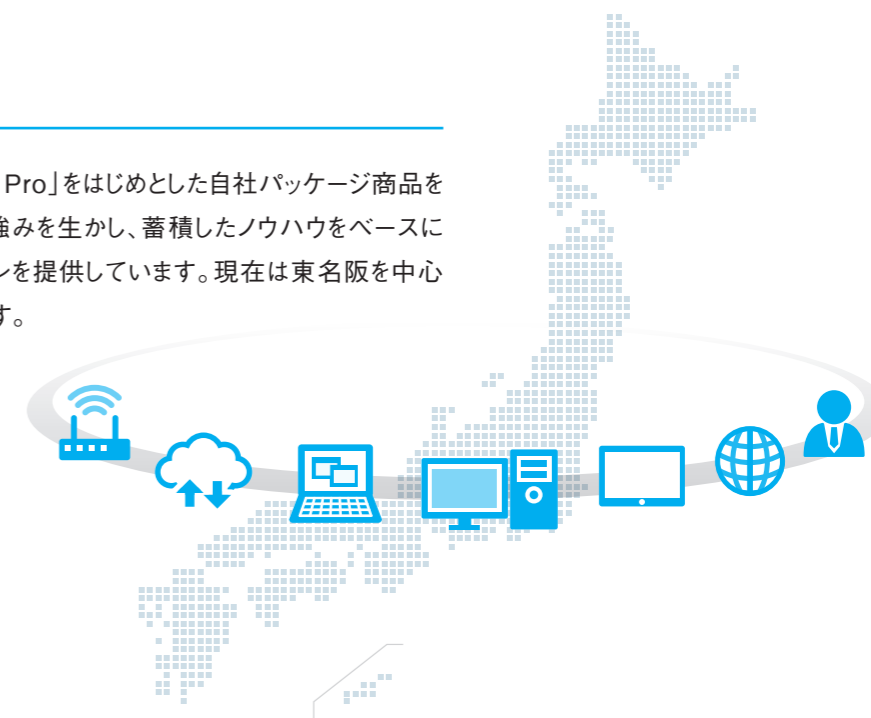 Pro」をはじめとした自社パッケージ商品を
強みを生かし、蓄積したノウハウをベースに
ンを提供しています。現在は東名阪を中心
す。